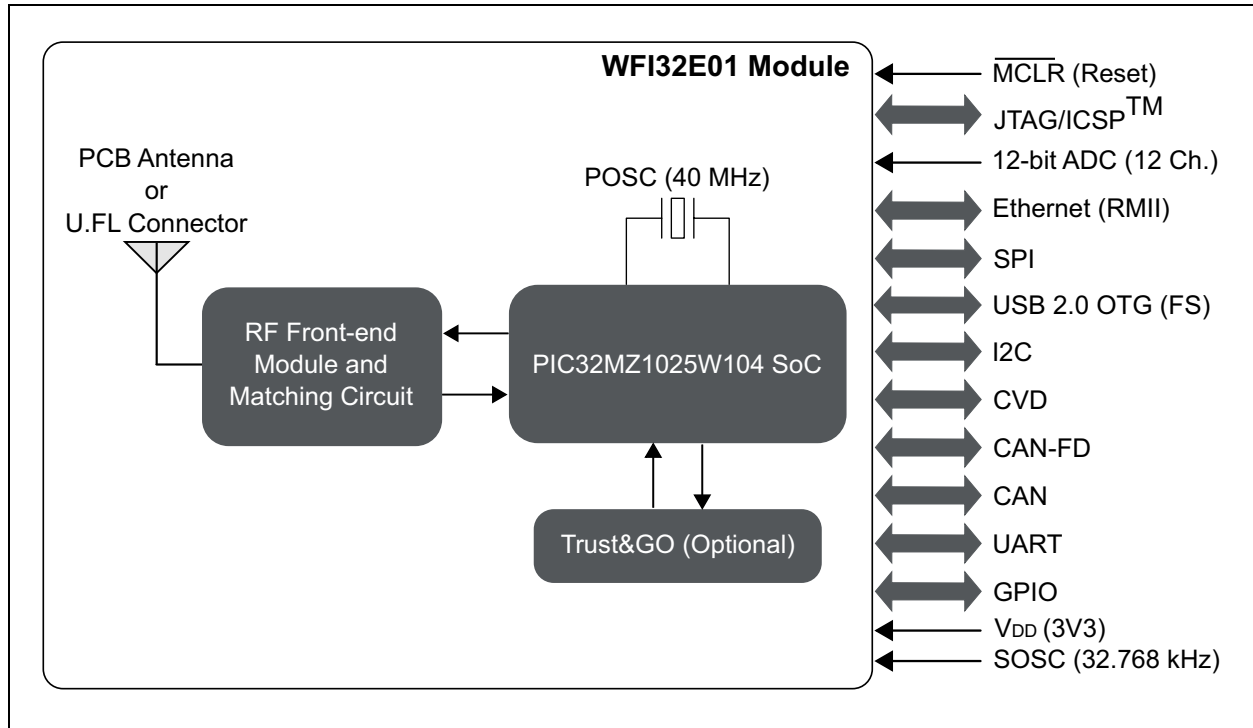 WFI32E01 Module
PCB Antenna
or
U.FL Connector
POSC (40 MHz)
RF Front-end
Module and
Matching Circuit
PIC32MZ1025W104 SoC
Trust&GO (Optional)
MCLR (Reset)
JTAG/ICSP™
12-bit ADC (12 Ch.)
Ethernet (RMII)
SPI
USB 2.0 OTG (FS)
I2C
CVD
CAN-FD
CAN
UART
GPIO
VDD (3V3)
SOSC (32.768 kHz)